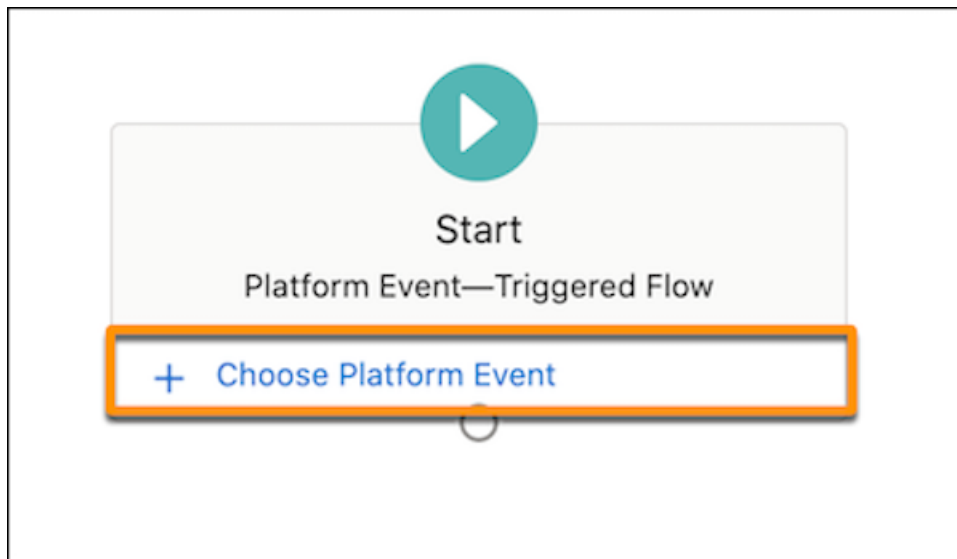 Start
Platform Event—Triggered Flow
+ Choose Platform Event